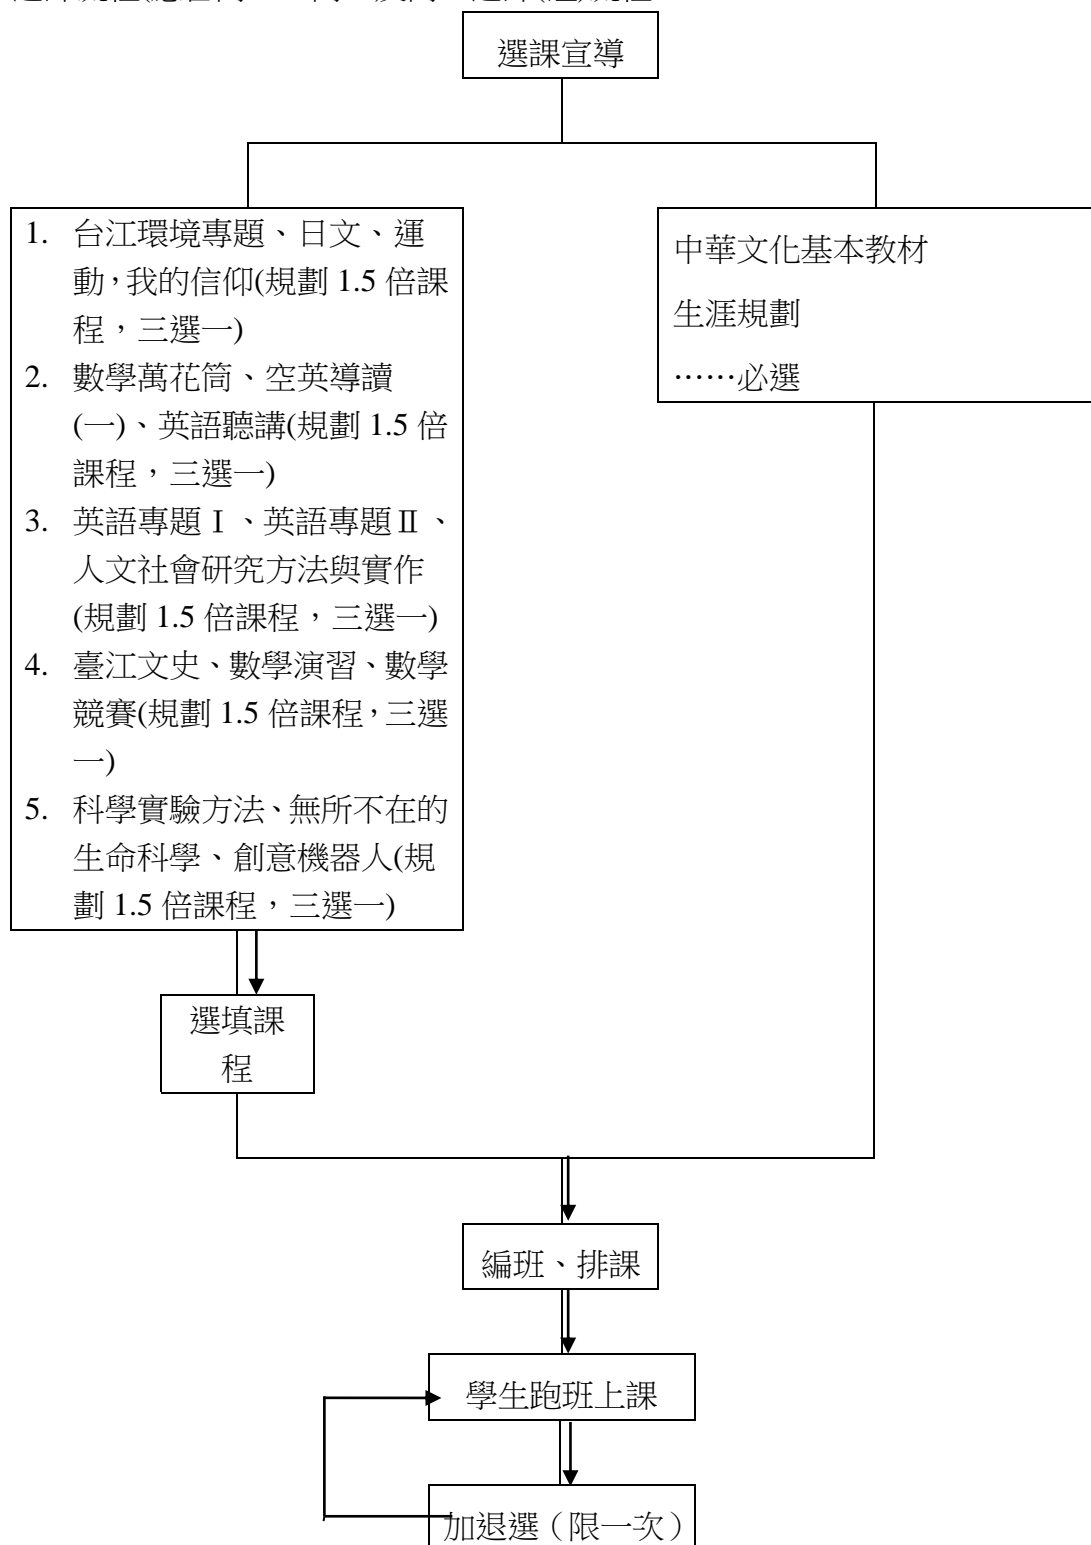 選課宣導
1. 台江環境專題、日文、運
動,我的信仰(規劃 1.5 倍課
程,三選一)
2. 數學萬花筒、空英導讀
(一)、英語聽講(規劃 1.5 倍
課程,三選一)
3. 英語專題Ⅰ、英語專題Ⅱ、
人文社會研究方法與實作
(規劃 1.5 倍課程,三選一)
4. 臺江文史、數學演習、數學
競賽(規劃 1.5 倍課程,三選
一)
5. 科學實驗方法、無所不在的
生命科學、創意機器人(規
劃 1.5 倍課程,三選一)
中華文化基本教材
生涯規劃
……必選
選填課
程
編班、排課
學生跑班上課
加退選(限一次)